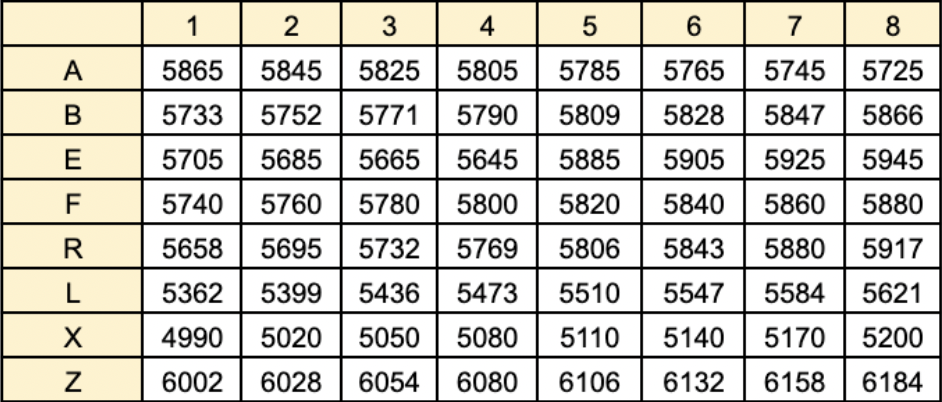 1 2 3 4 5 6 7 8
A 5865 5845 5825 5805 5785 5765 5745 5725
B 5733 5752 5771 5790 5809 5828 5847 5866
E 5705 5685 5665 5645 5885 5905 5925 5945
F 5740 5760 5780 5800 5820 5840 5860 5880
R 5658 5695 5732 5769 5806 5843 5880 5917
L 5362 5399 5436 5473 5510 5547 5584 5621
X 4990 5020 5050 5080 5110 5140 5170 5200
Z 6002 6028 6054 6080 6106 6132 6158 6184